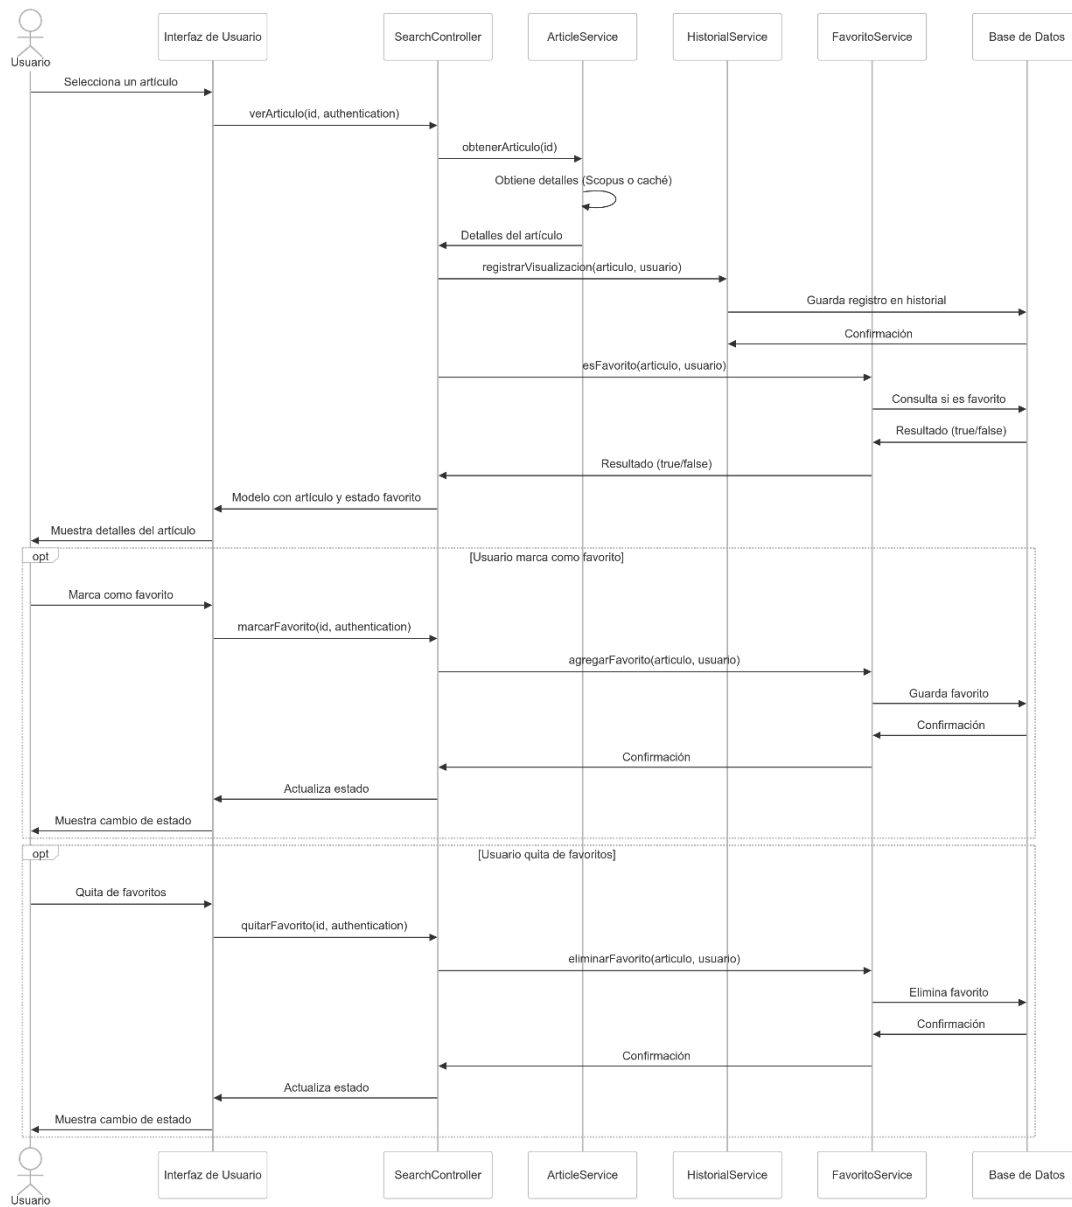 Usuario
Interfaz de Usuario
SearchController
ArticleService
HistorialService
FavoritoService
Base de Datos
Selecciona un artículo
verArticulo(id, authentication)
obtenerArticulo(id)
Obtiene detalles (Scopus o caché)
Detalles del artículo
registrarVisualizacion(articulo, usuario)
Guarda registro en historial
Confirmación
esFavorito(articulo, usuario)
Consulta si es favorito
Resultado (true/false)
Resultado (true/false)
Modelo con artículo y estado favorito
Muestra detalles del artículo
opt
[Usuario marca como favorito]
Marca como favorito
marcarFavorito(id, authentication)
agregarFavorito(articulo, usuario)
Guarda favorito
Confirmación
Confirmación
Actualiza estado
Muestra cambio de estado
opt
[Usuario quita de favoritos]
Quita de favoritos
quitarFavorito(id, authentication)
eliminarFavorito(articulo, usuario)
Elimina favorito
Confirmación
Confirmación
Actualiza estado
Muestra cambio de estado
Usuario
Interfaz de Usuario
SearchController
ArticleService
HistorialService
FavoritoService
Base de Datos